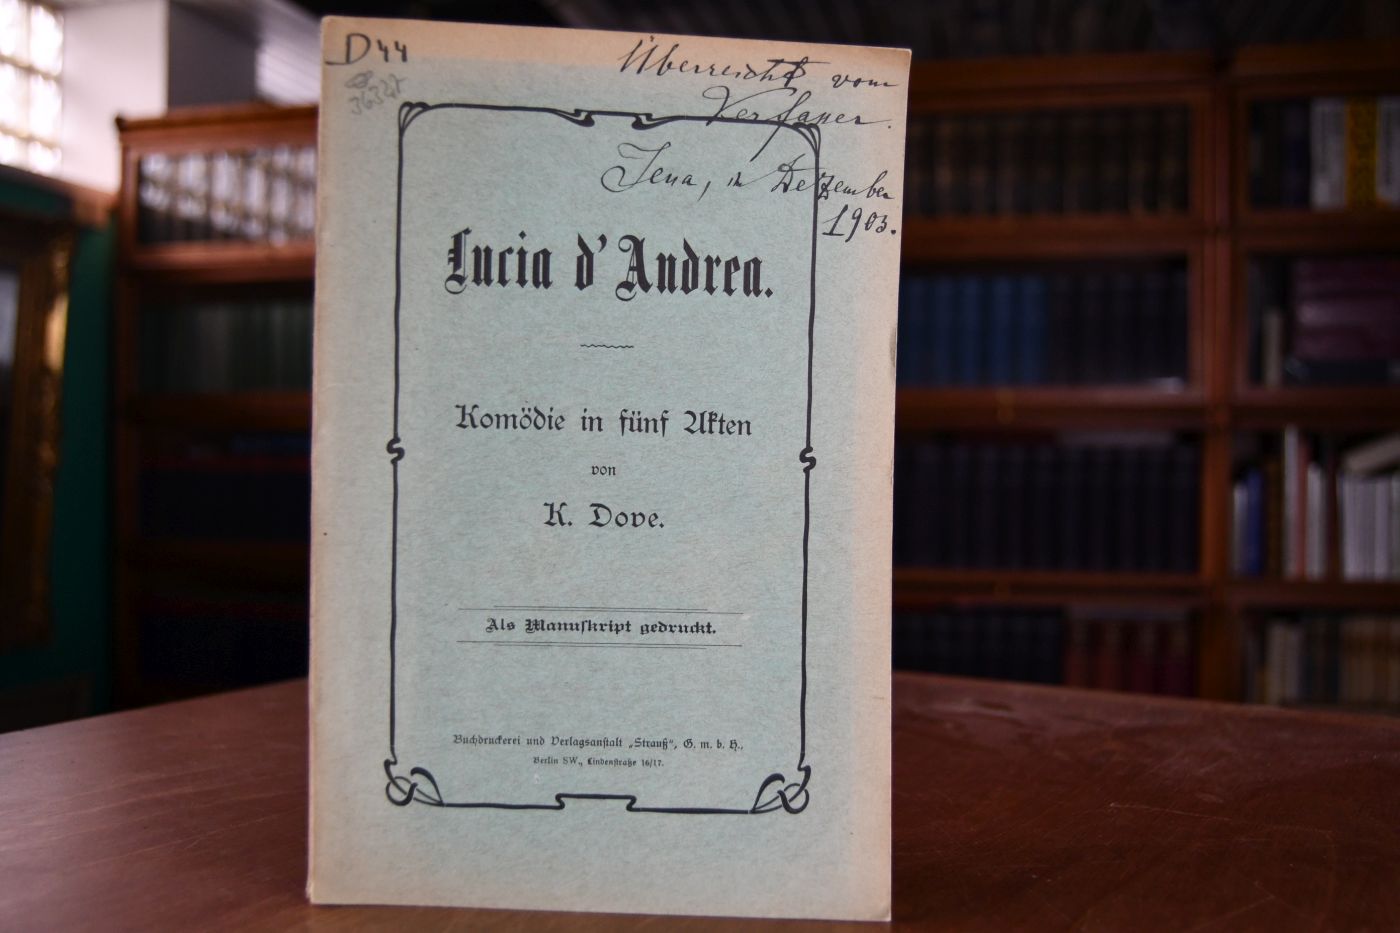 D44
Überreicht vom
Verfasser.
Jena, im Dezember
1903.
Lucia d'Andrea.
Komödie in fünf Akten
von
K. Dove.
Als Manuſkript gedruckt.
Buchdruckerei und Verlagsanſtalt „Strauß“, G. m. b. H.,
Berlin SW., Lindenſtraße 16/17.